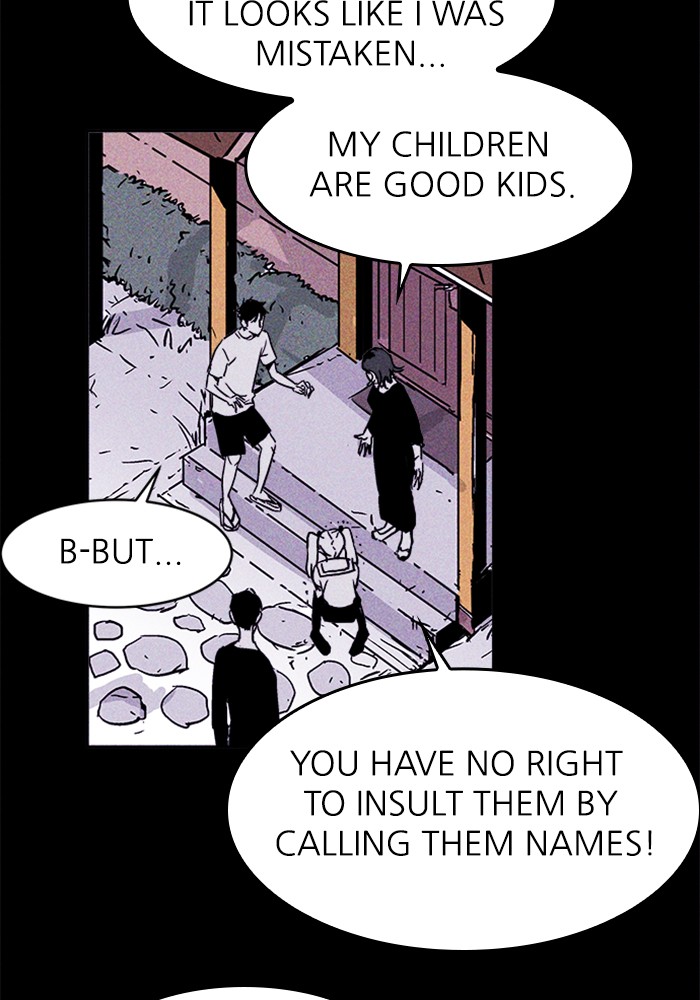 IT LOOKS LIKE I WAS
MISTAKEN...
MY CHILDREN
ARE GOOD KIDS.
B-BUT...
YOU HAVE NO RIGHT
TO INSULT THEM BY
CALLING THEM NAMES!